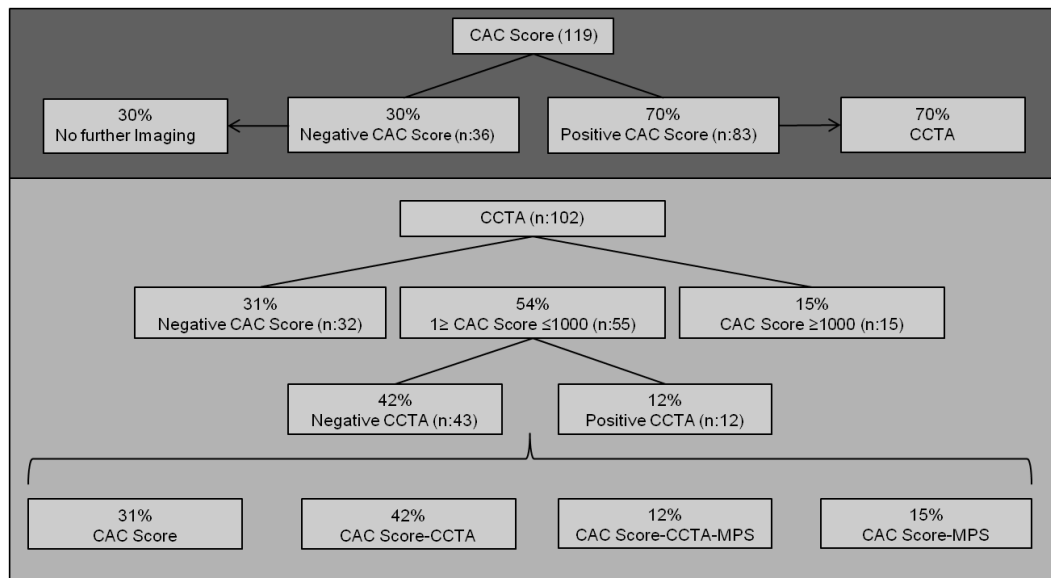 CAC Score (119)
30%
No further Imaging
30%
Negative CAC Score (n:36)
70%
Positive CAC Score (n:83)
70%
CCTA
CCTA (n:102)
31%
Negative CAC Score (n:32)
54%
1≥ CAC Score ≤1000 (n:55)
15%
CAC Score ≥1000 (n:15)
42%
Negative CCTA (n:43)
12%
Positive CCTA (n:12)
31%
CAC Score
42%
CAC Score-CCTA
12%
CAC Score-CCTA-MPS
15%
CAC Score-MPS